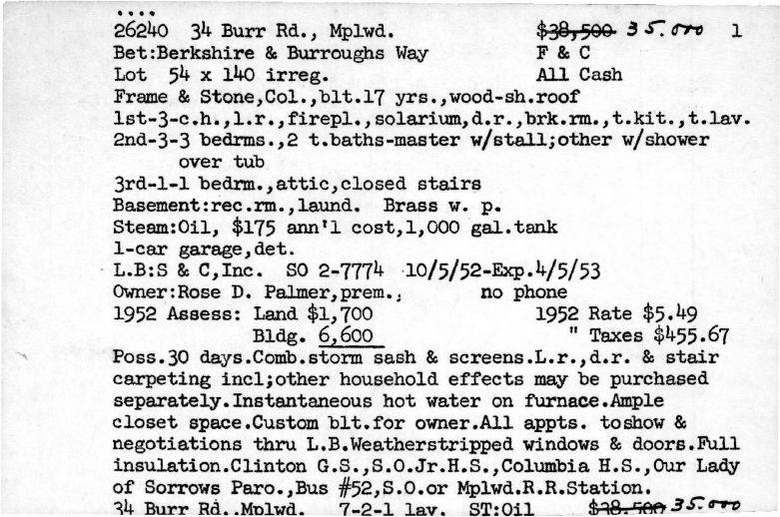 26240 34 Burr Rd., Mplwd. $38,500 35.000 1
Bet:Berkshire & Burroughs Way F & C
Lot 54 x 140 irreg. All Cash
Frame & Stone,Col.,blt.17 yrs.,wood-sh.roof
1st-3-c.h.,l.r.,firepl.,solarium,d.r.,brk.rm.,t.kit.,t.lav.
2nd-3-3 bedrms.,2 t.baths-master w/stall;other w/shower
over tub
3rd-1-1 bedrm.,attic,closed stairs
Basement:rec.rm.,laund. Brass w. p.
Steam:Oil, $175 ann'l cost,1,000 gal.tank
1-car garage,det.
L.B:S & C,Inc. SO 2-7774 10/5/52-Exp.4/5/53
Owner:Rose D. Palmer,prem.; no phone
1952 Assess: Land $1,700 1952 Rate $5.49
Bldg. 6,600 " Taxes $455.67
Poss.30 days.Comb.storm sash & screens.L.r.,d.r. & stair
carpeting incl;other household effects may be purchased
separately.Instantaneous hot water on furnace.Ample
closet space.Custom blt.for owner.All appts. toshow &
negotiations thru L.B.Weatherstripped windows & doors.Full
insulation.Clinton G.S.,S.O.Jr.H.S.,Columbia H.S.,Our Lady
of Sorrows Paro.,Bus #52,S.O.or Mplwd.R.R.Station.
34 Burr Rd.,Mplwd. 7-2-1 lav. ST:Oil $38,500 35.000